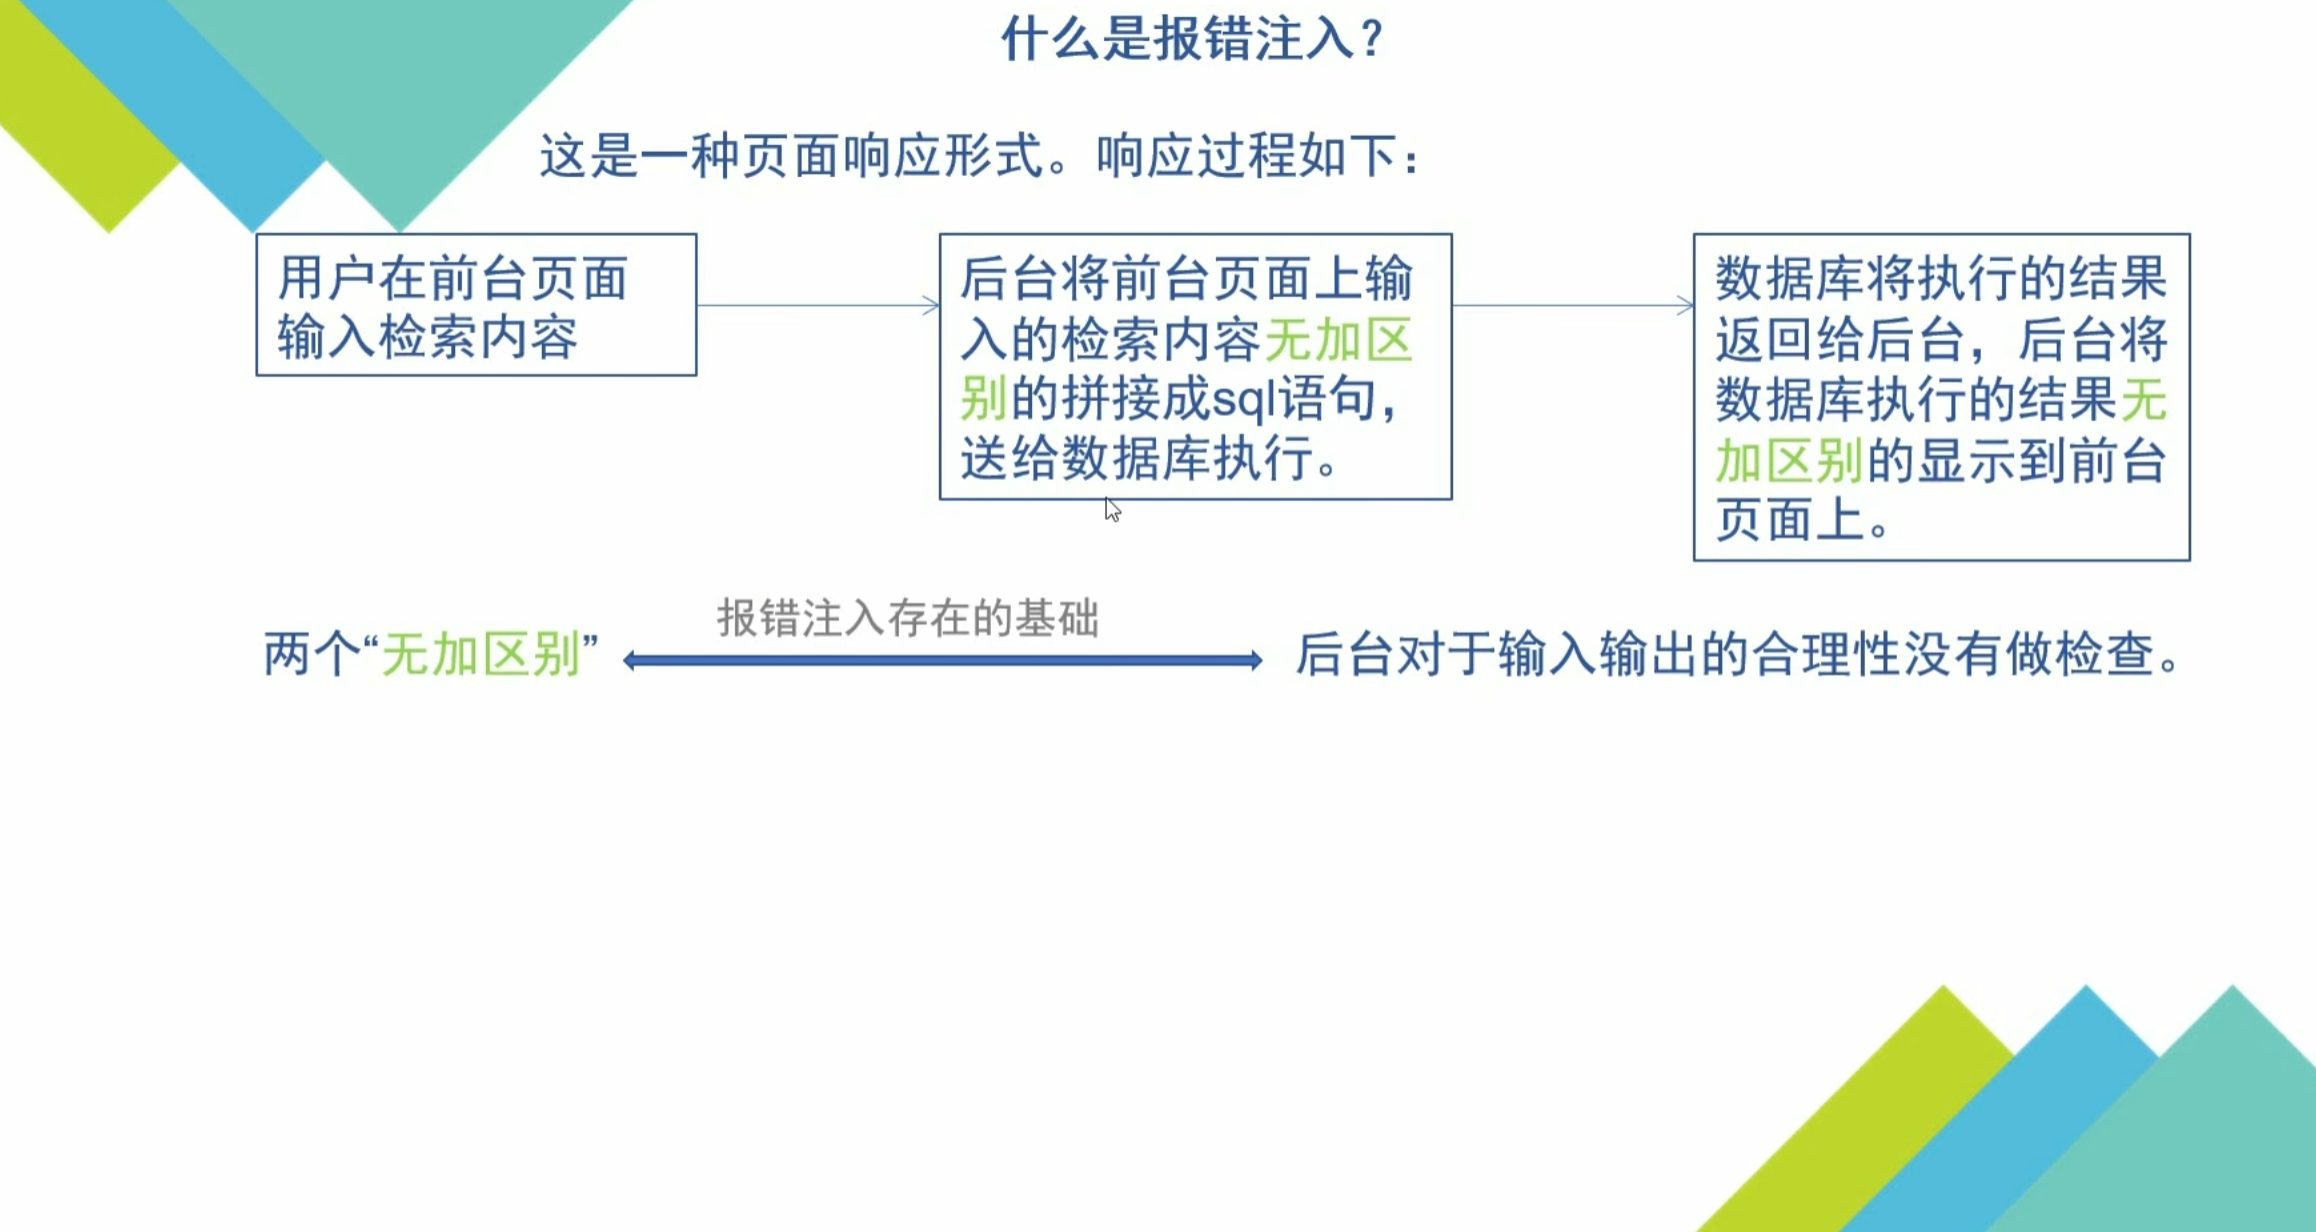 什么是报错注入？
这是一种页面响应形式。响应过程如下：
用户在前台页面
输入检索内容
后台将前台页面上输
入的检索内容无加区
别的拼接成sql语句，
送给数据库执行。
数据库将执行的结果
返回给后台，后台将
数据库执行的结果无
加区别的显示到前台
页面上。
报错注入存在的基础
两个“无加区别”
后台对于输入输出的合理性没有做检查。